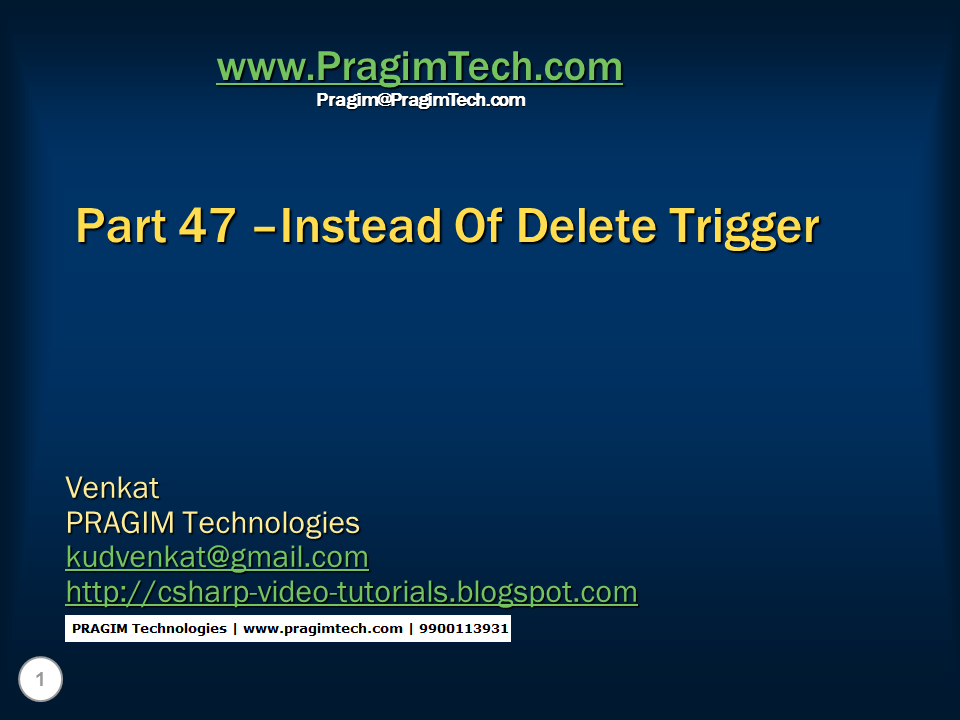 www.PragimTech.com
Pragim@PragimTech.com
Part 47 –Instead Of Delete Trigger
Venkat
PRAGIM Technologies
kudvenkat@gmail.com
http://csharp-video-tutorials.blogspot.com
PRAGIM Technologies | www.pragimtech.com | 9900113931
1